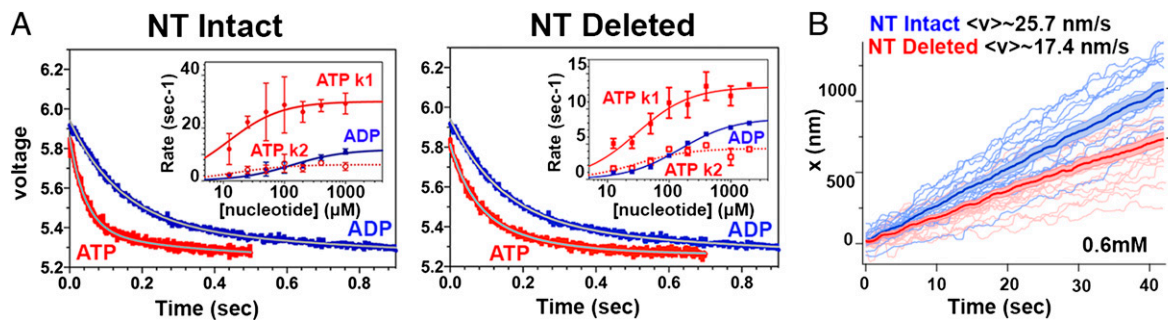 A
NT Intact
voltage
6.2
6.0
5.8
5.6
5.4
5.2
0.0 0.2 0.4 0.6 0.8
Time (sec)
ATP
ADP
Rate (sec-1)
40
20
0
10 100 1000
[nucleotide] (µM)
ATP k1
ADP
ATP k2
NT Deleted
6.2
6.0
5.8
5.6
5.4
5.2
0.0 0.2 0.4 0.6 0.8
Time (sec)
ATP
ADP
Rate (sec-1)
15
10
5
0
10 100 1000
[nucleotide] (µM)
ATP k1
ADP
ATP k2
B
NT Intact <v>~25.7 nm/s
NT Deleted <v>~17.4 nm/s
x (nm)
1000
500
0
0 10 20 30 40
Time (sec)
0.6mM